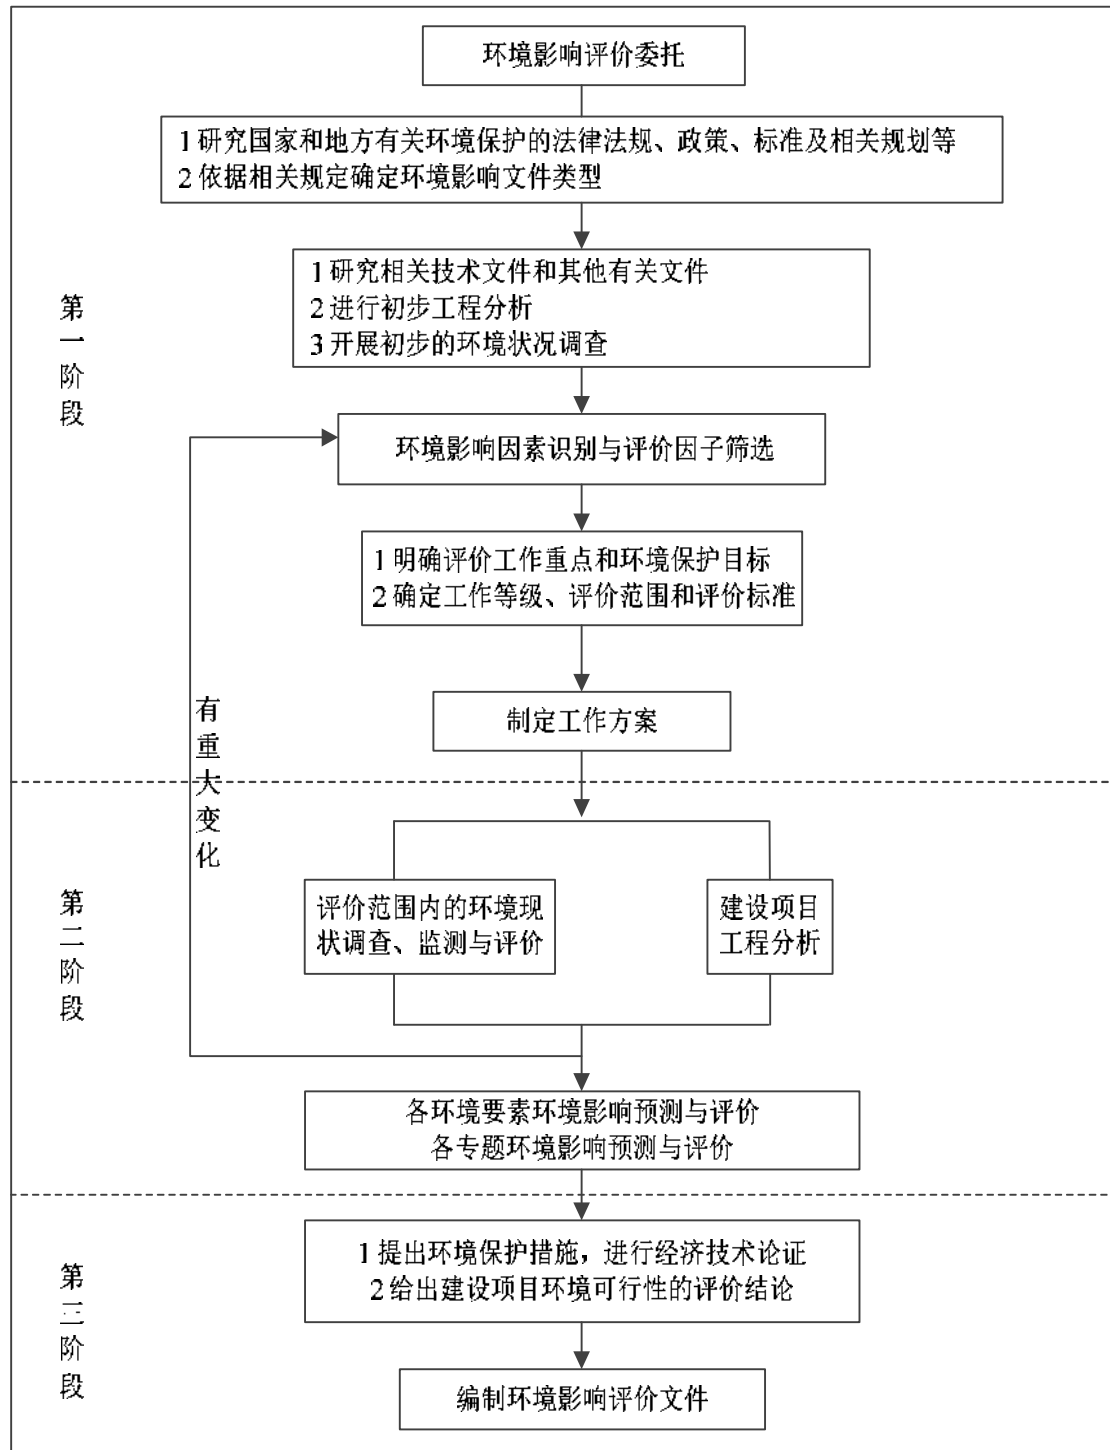 环境影响评价委托
1 研究国家和地方有关环境保护的法律法规、政策、标准及相关规划等
2 依据相关规定确定环境影响文件类型
1 研究相关技术文件和其他有关文件
2 进行初步工程分析
3 开展初步的环境状况调查
第一阶段
环境影响因素识别与评价因子筛选
1 明确评价工作重点和环境保护目标
2 确定工作等级、评价范围和评价标准
制定工作方案
有重大变化
第二阶段
评价范围内的环境现
状调查、监测与评价
建设项目
工程分析
各环境要素环境影响预测与评价
各专题环境影响预测与评价
第三阶段
1 提出环境保护措施，进行经济技术论证
2 给出建设项目环境可行性的评价结论
编制环境影响评价文件